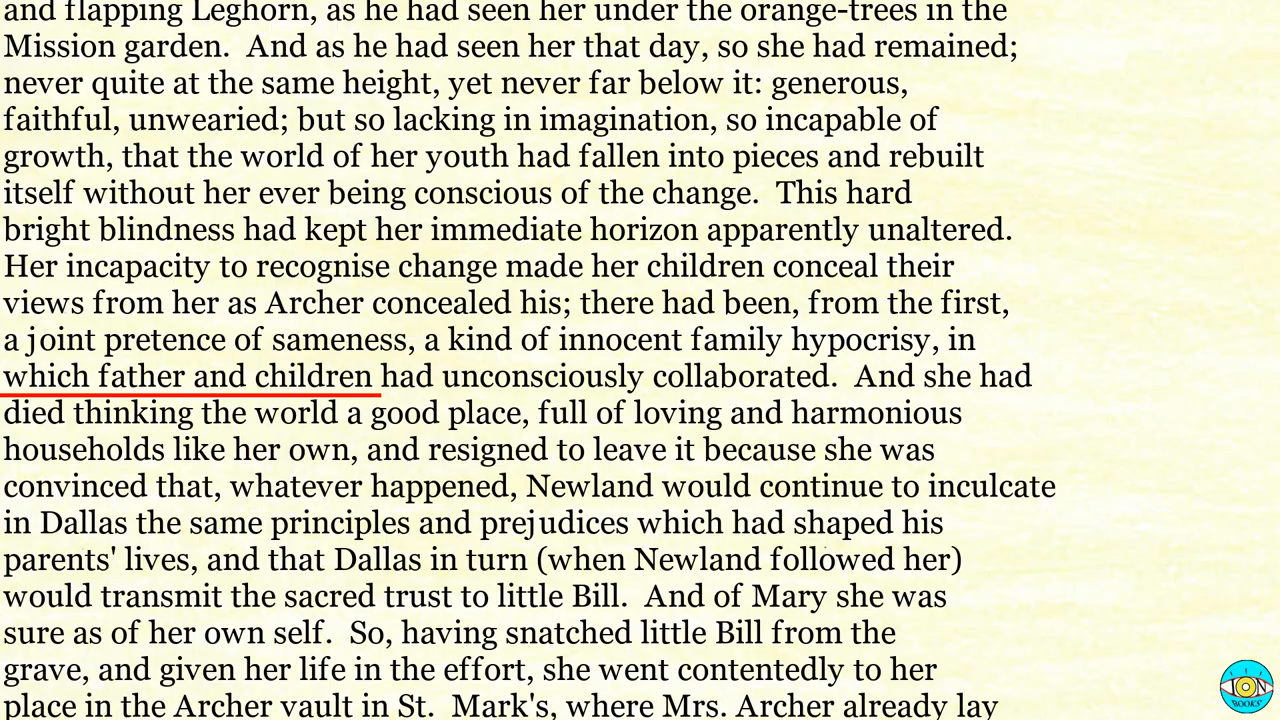 and flapping Leghorn, as he had seen her under the orange-trees in the
Mission garden.  And as he had seen her that day, so she had remained;
never quite at the same height, yet never far below it: generous,
faithful, unwearied; but so lacking in imagination, so incapable of
growth, that the world of her youth had fallen into pieces and rebuilt
itself without her ever being conscious of the change.  This hard
bright blindness had kept her immediate horizon apparently unaltered.
Her incapacity to recognise change made her children conceal their
views from her as Archer concealed his; there had been, from the first,
a joint pretence of sameness, a kind of innocent family hypocrisy, in
which father and children had unconsciously collaborated.  And she had
died thinking the world a good place, full of loving and harmonious
households like her own, and resigned to leave it because she was
convinced that, whatever happened, Newland would continue to inculcate
in Dallas the same principles and prejudices which had shaped his
parents' lives, and that Dallas in turn (when Newland followed her)
would transmit the sacred trust to little Bill.  And of Mary she was
sure as of her own self.  So, having snatched little Bill from the
grave, and given her life in the effort, she went contentedly to her
place in the Archer vault in St.  Mark's, where Mrs. Archer already lay
ION
BOOKS